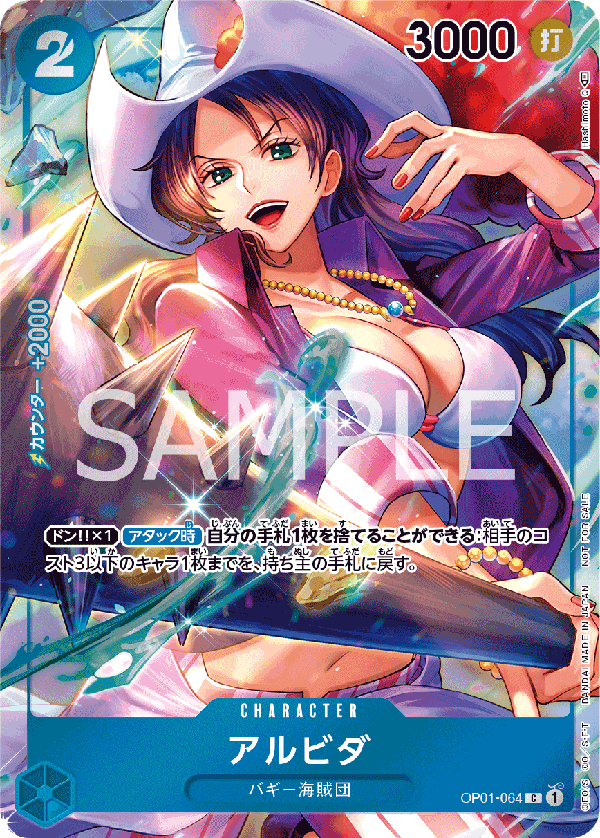 2
3000
打
Hashimoto Q
カウンター +2000
SAMPLE
ドン!!×1 アタック時 自分の手札1枚を捨てることができる:相手のコ
スト3以下のキャラ1枚までを、持ち主の手札に戻す。
CHARACTER
アルビダ
バギー海賊団
OP01-064 C 1
BANDAI MADE IN JAPAN NOT FOR SALE